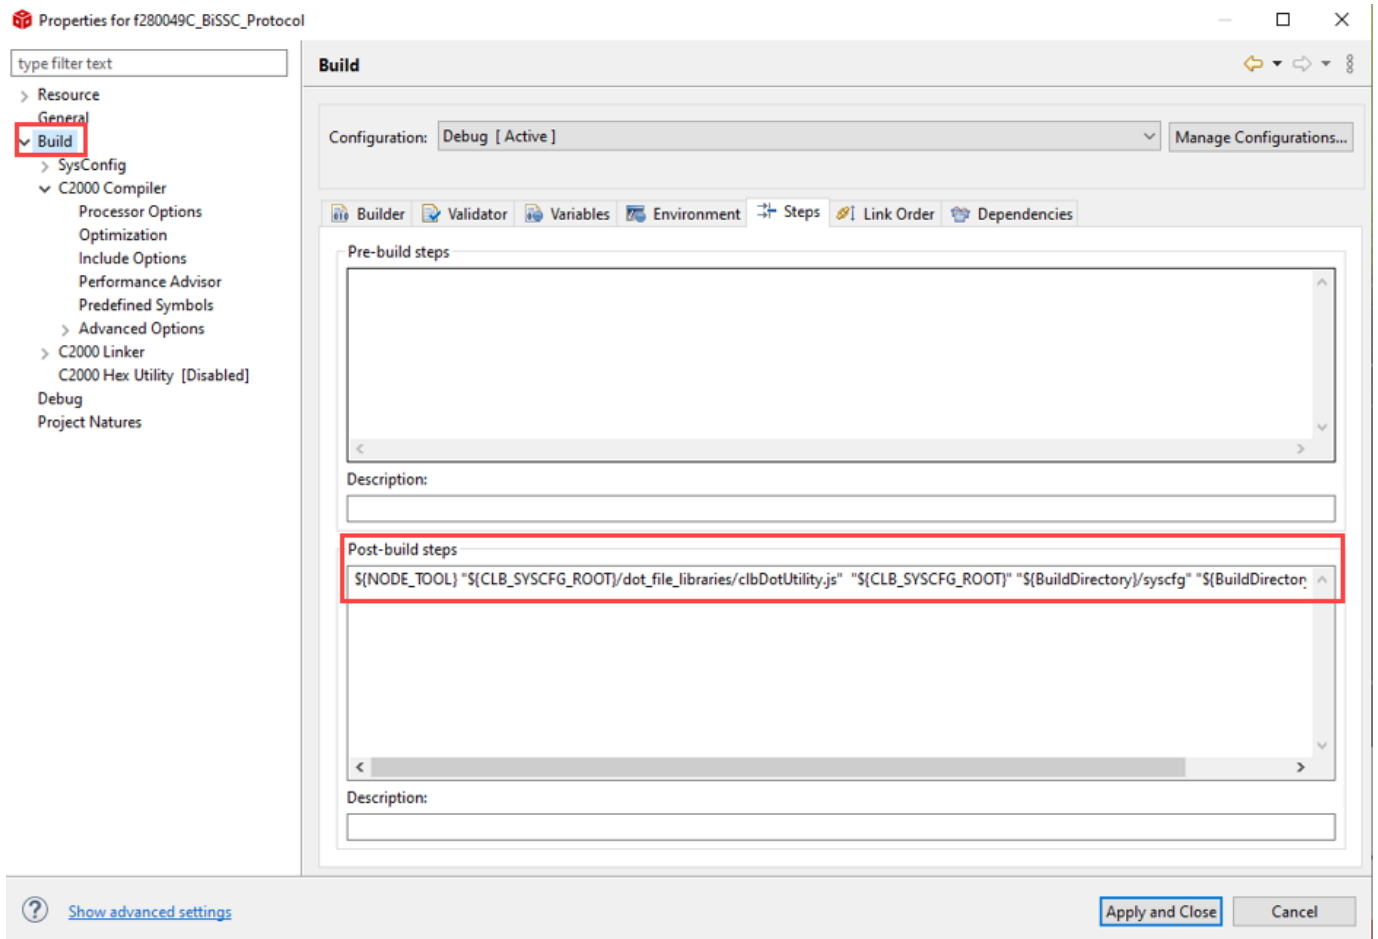 Properties for f280049C_BiSSC_Protocol
type filter text
Resource
General
Build
SysConfig
C2000 Compiler
Processor Options
Optimization
Include Options
Performance Advisor
Predefined Symbols
Advanced Options
C2000 Linker
C2000 Hex Utility [Disabled]
Debug
Project Natures
Build
Configuration: Debug [ Active ] Manage Configurations...
Builder Validator Variables Environment Steps Link Order Dependencies
Pre-build steps
Description:
Post-build steps
${NODE_TOOL} "${CLB_SYSCFG_ROOT}/dot_file_libraries/clbDotUtility.js" "${CLB_SYSCFG_ROOT}" "${BuildDirectory}/syscfg" "${BuildDirectory
Description:
? Show advanced settings Apply and Close Cancel